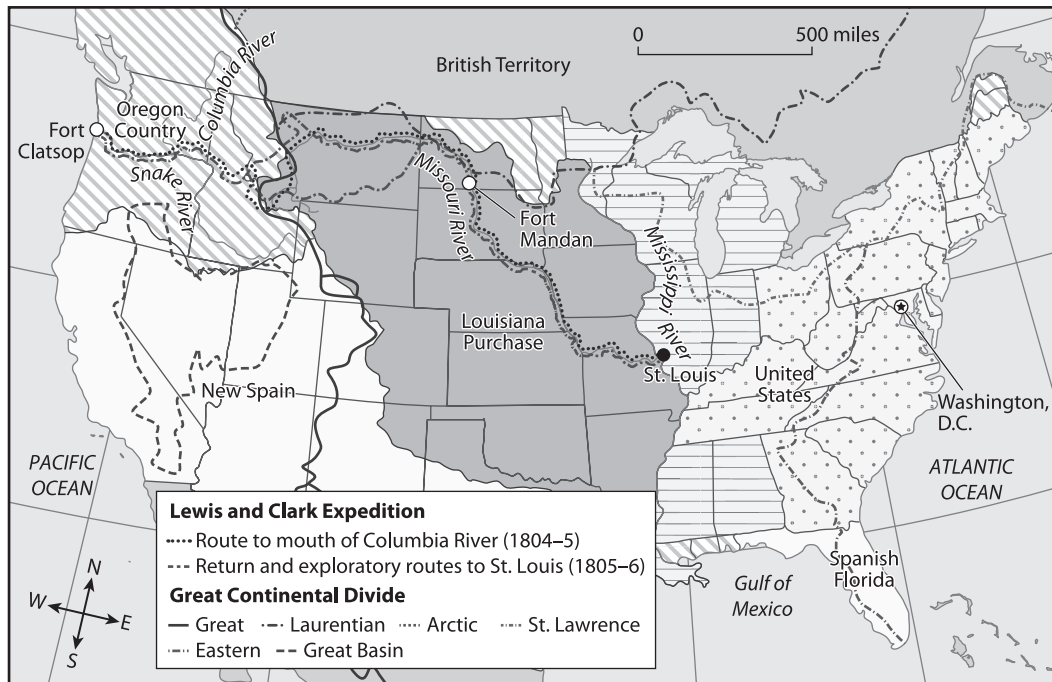 0 500 miles
British Territory
Columbia River
Oregon
Country
Fort
Clatsop
Snake River
Missouri River
Fort
Mandan
Mississippi River
Louisiana
Purchase
St. Louis
United
States
Washington,
D.C.
New Spain
PACIFIC
OCEAN
ATLANTIC
OCEAN
Spanish
Florida
Gulf of
Mexico
N
W
E
S
Lewis and Clark Expedition
Route to mouth of Columbia River (1804–5)
Return and exploratory routes to St. Louis (1805–6)
Great Continental Divide
Great Laurentian Arctic St. Lawrence
Eastern Great Basin